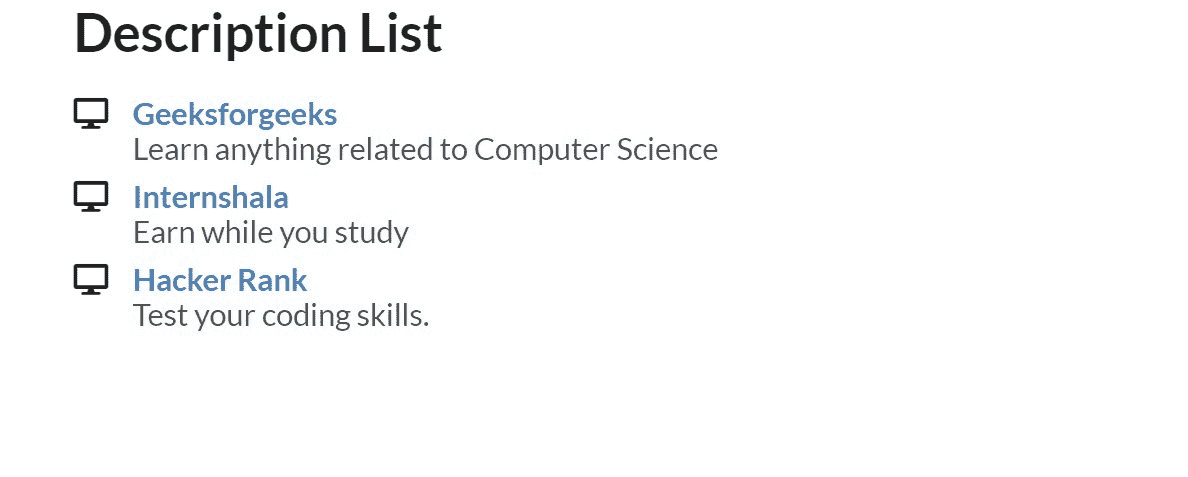 Description List
Geeksforgeeks
Learn anything related to Computer Science
Internshala
Earn while you study
Hacker Rank
Test your coding skills.